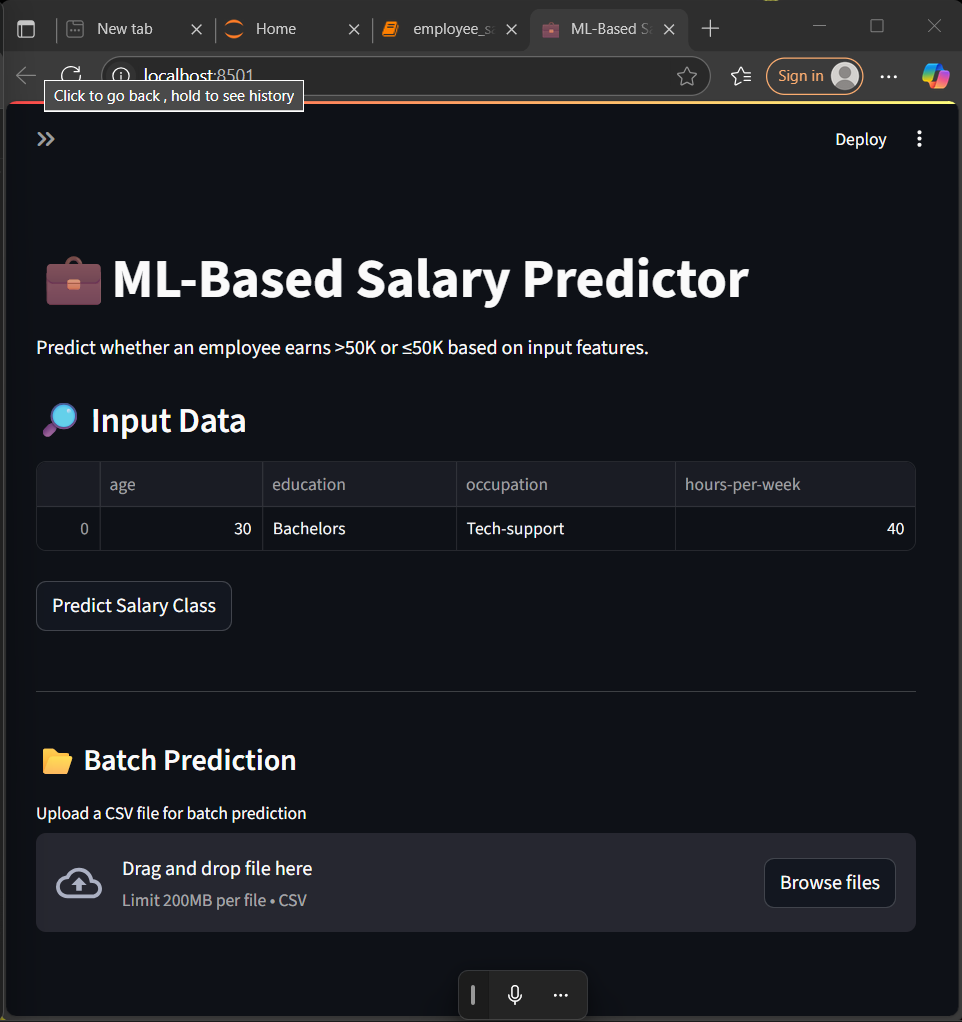 New tab
Home
employee_sa
ML-Based Sa
localhost:8501
Sign in
Click to go back , hold to see history
Deploy
ML-Based Salary Predictor
Predict whether an employee earns >50K or ≤50K based on input features.
Input Data
age education occupation hours-per-week
0 30 Bachelors Tech-support 40
Predict Salary Class
Batch Prediction
Upload a CSV file for batch prediction
Drag and drop file here
Limit 200MB per file • CSV
Browse files